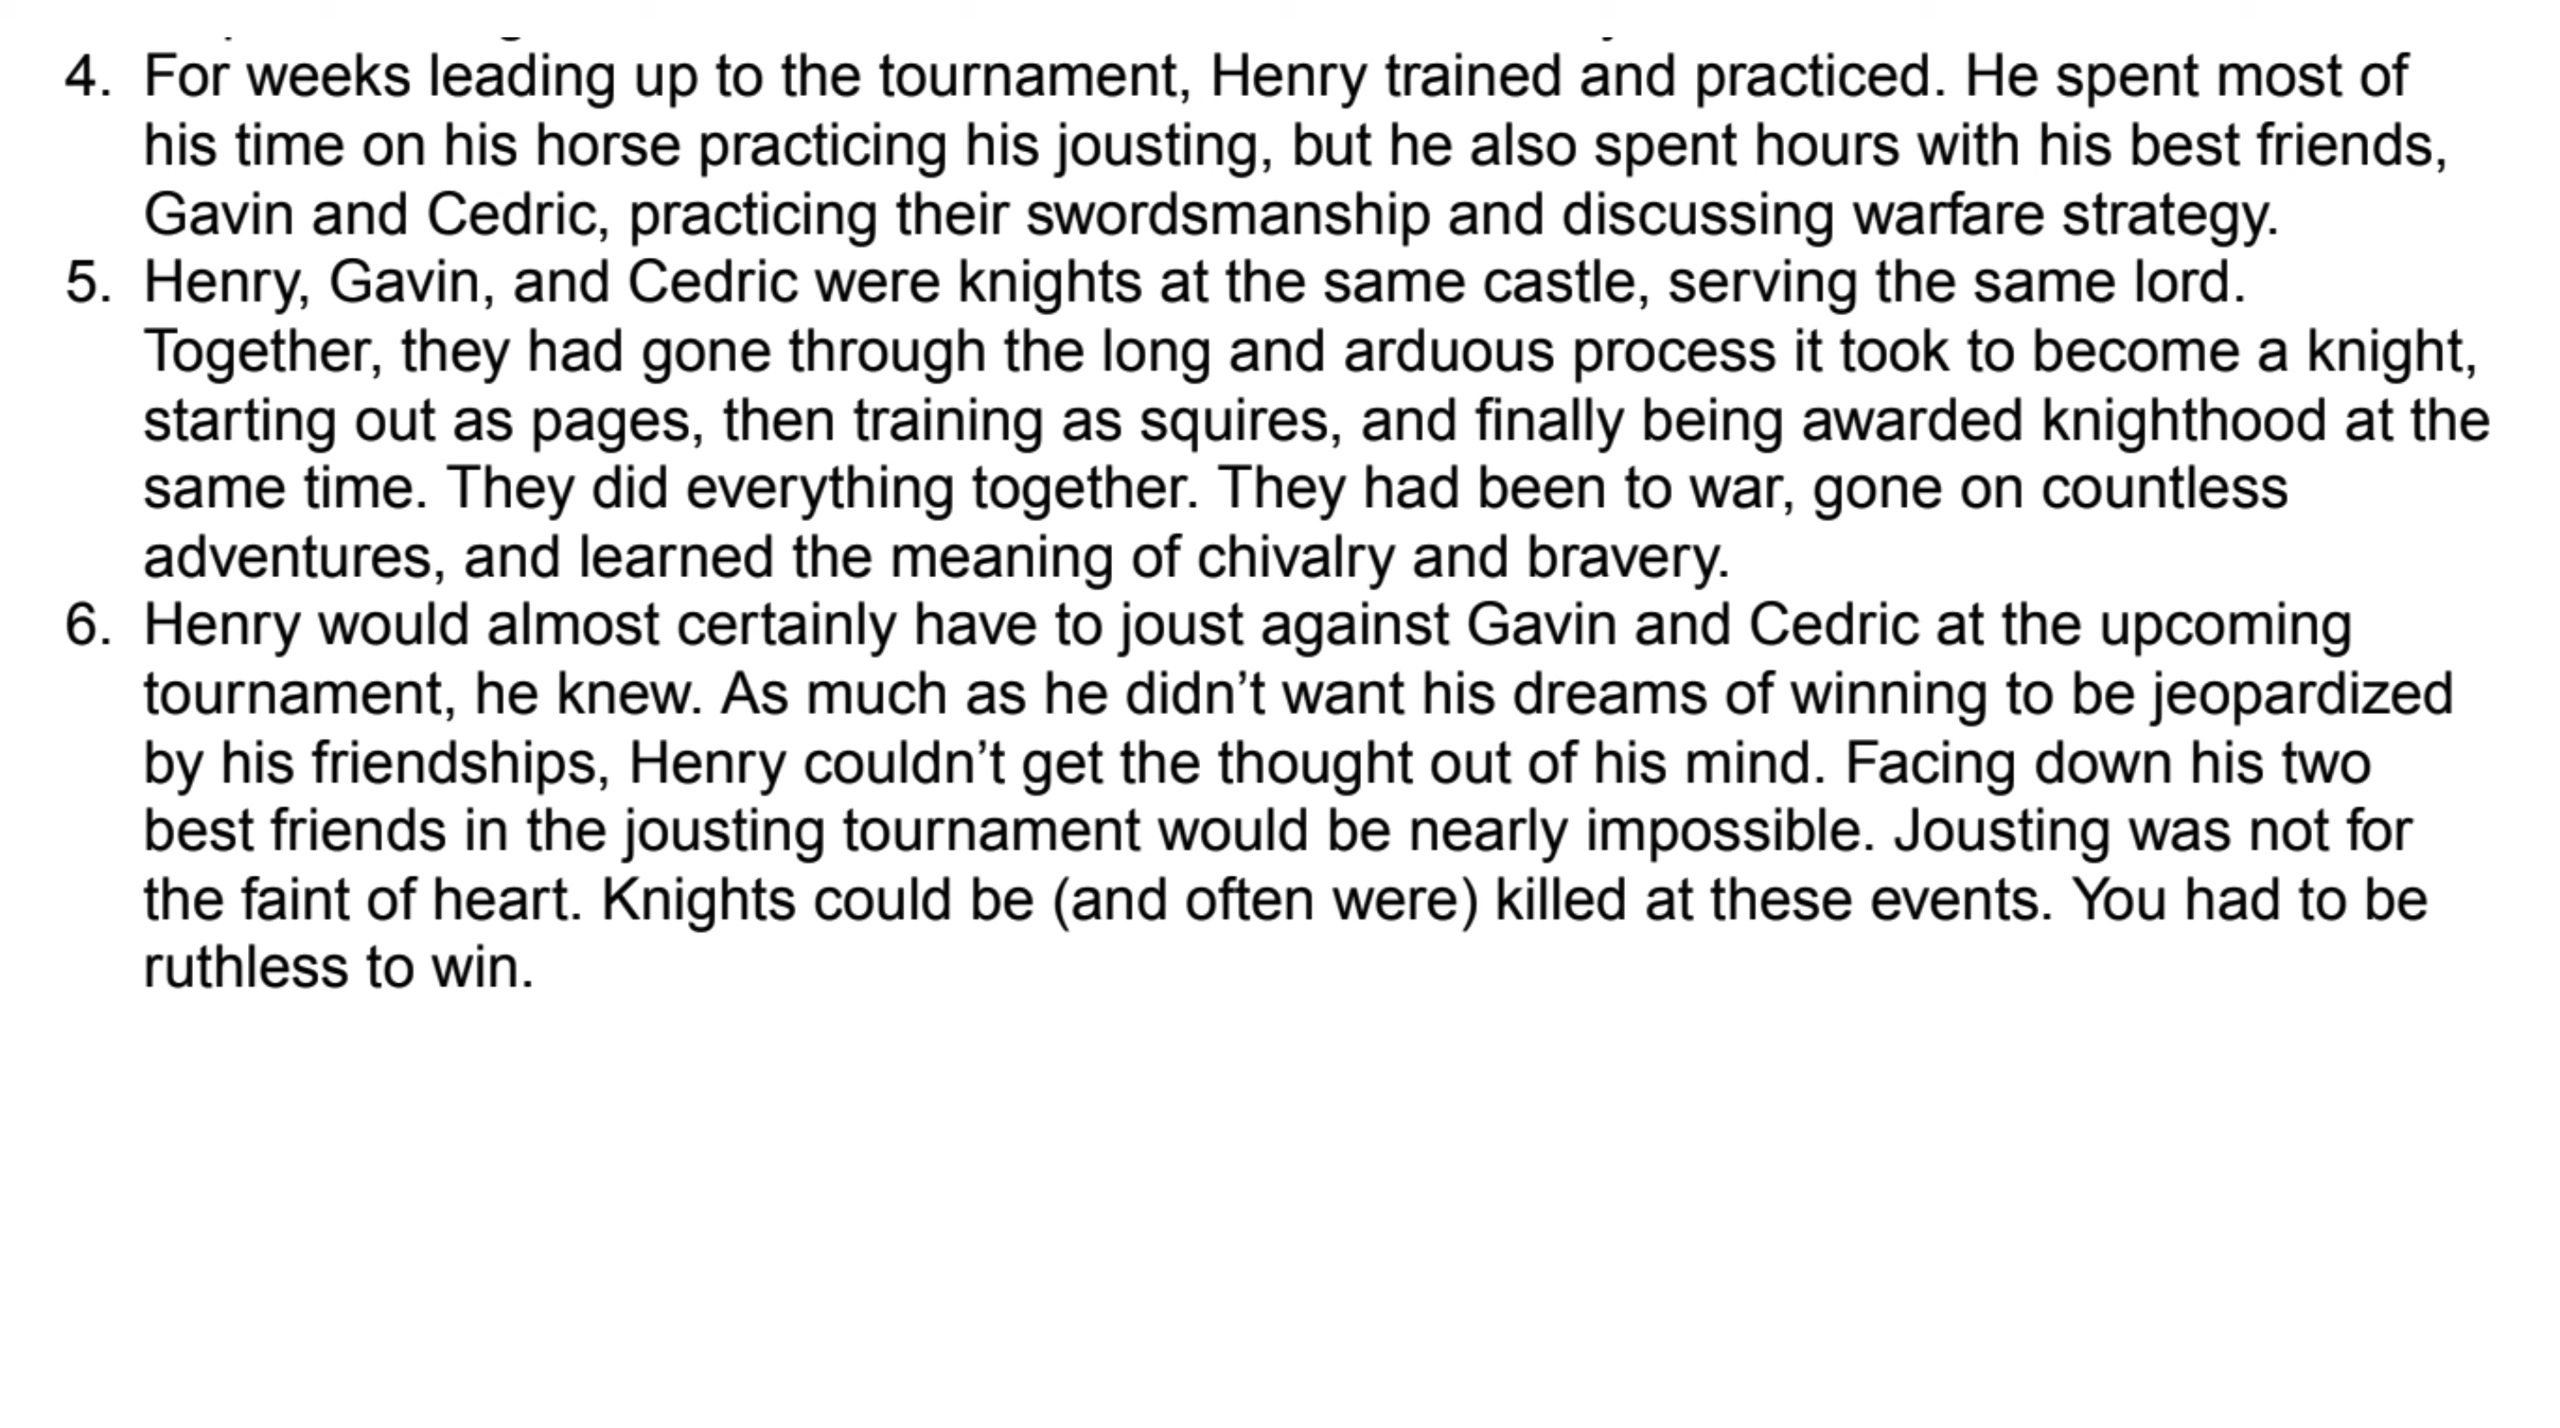 4. For weeks leading up to the tournament, Henry trained and practiced. He spent most of
his time on his horse practicing his jousting, but he also spent hours with his best friends,
Gavin and Cedric, practicing their swordsmanship and discussing warfare strategy.
5. Henry, Gavin, and Cedric were knights at the same castle, serving the same lord.
Together, they had gone through the long and arduous process it took to become a knight,
starting out as pages, then training as squires, and finally being awarded knighthood at the
same time. They did everything together. They had been to war, gone on countless
adventures, and learned the meaning of chivalry and bravery.
6. Henry would almost certainly have to joust against Gavin and Cedric at the upcoming
tournament, he knew. As much as he didn’t want his dreams of winning to be jeopardized
by his friendships, Henry couldn’t get the thought out of his mind. Facing down his two
best friends in the jousting tournament would be nearly impossible. Jousting was not for
the faint of heart. Knights could be (and often were) killed at these events. You had to be
ruthless to win.